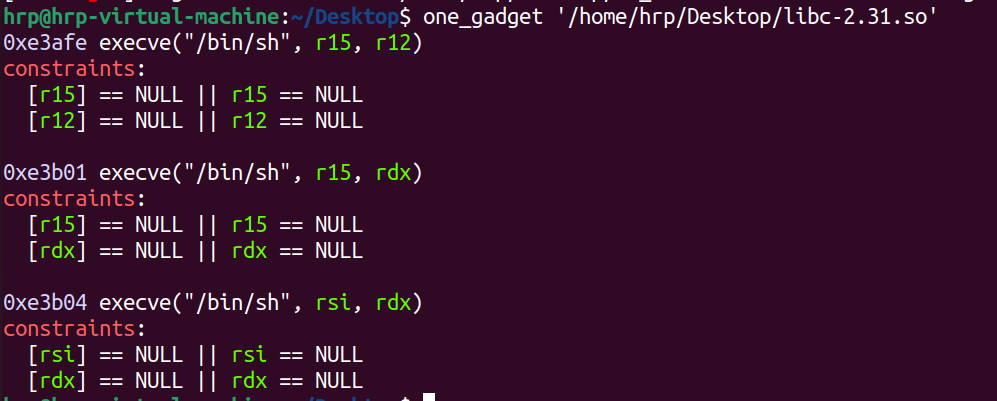 hrp@hrp-virtual-machine:~/Desktop$ one_gadget '/home/hrp/Desktop/libc-2.31.so'
0xe3afe execve("/bin/sh", r15, r12)
constraints:
  [r15] == NULL || r15 == NULL
  [r12] == NULL || r12 == NULL

0xe3b01 execve("/bin/sh", r15, rdx)
constraints:
  [r15] == NULL || r15 == NULL
  [rdx] == NULL || rdx == NULL

0xe3b04 execve("/bin/sh", rsi, rdx)
constraints:
  [rsi] == NULL || rsi == NULL
  [rdx] == NULL || rdx == NULL